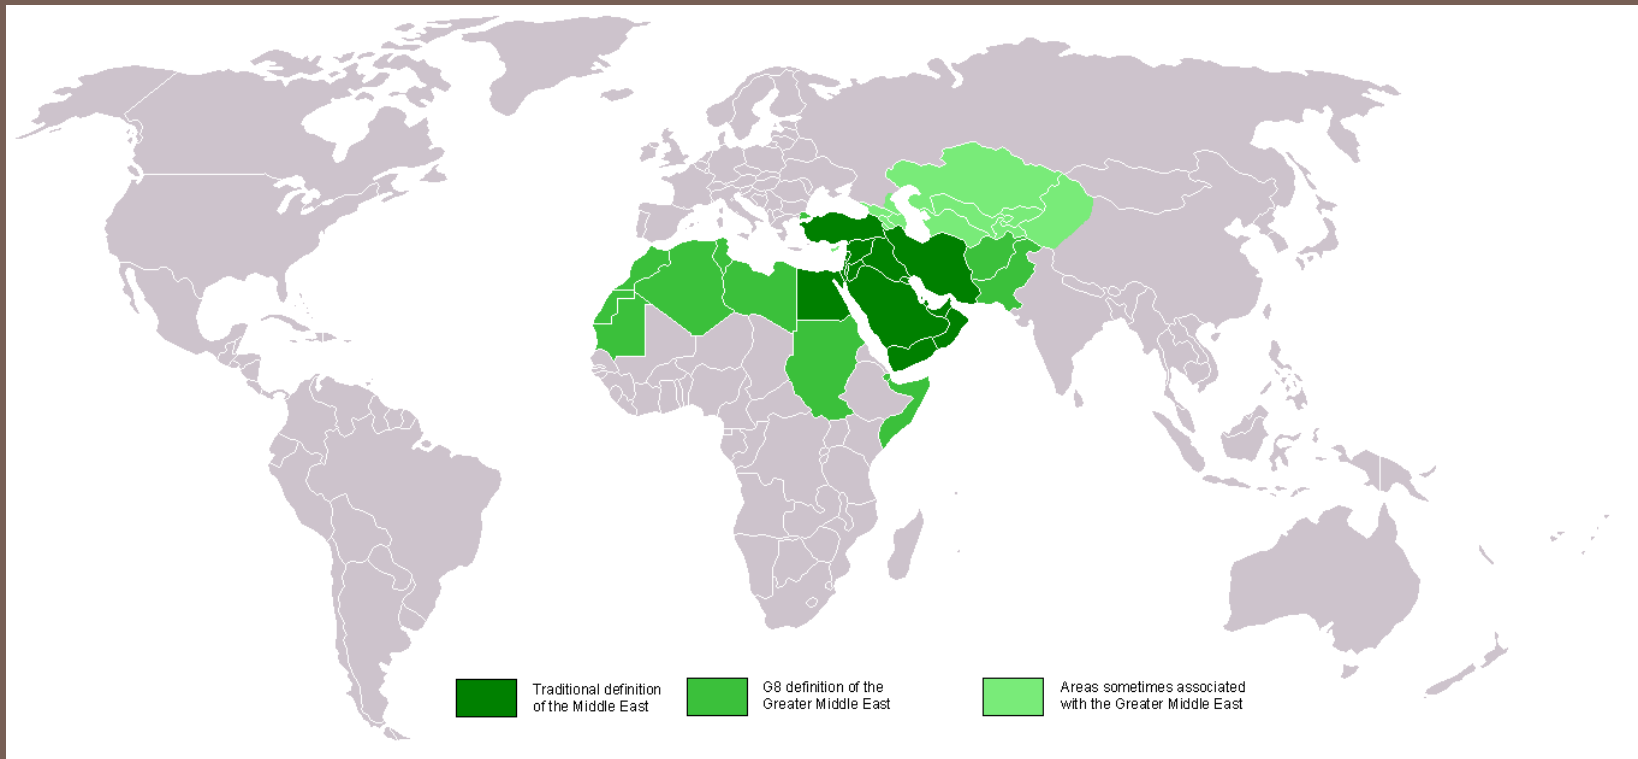 Traditional definition
of the Middle East
G8 definition of the
Greater Middle East
Areas sometimes associated
with the Greater Middle East